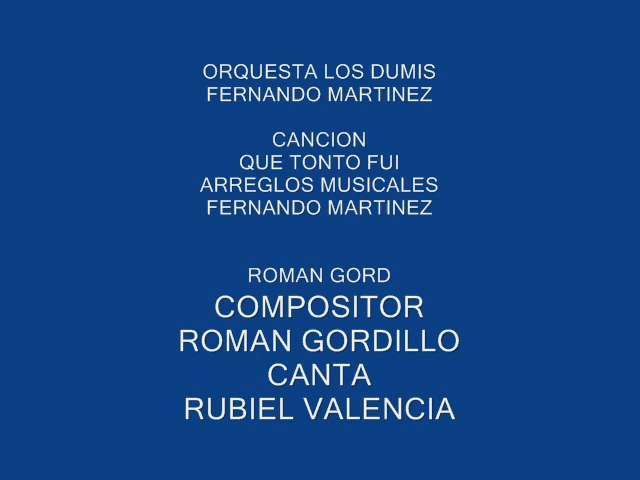 ORQUESTA LOS DUMIS
FERNANDO MARTINEZ
CANCION
QUE TONTO FUI
ARREGLOS MUSICALES
FERNANDO MARTINEZ
ROMAN GORD
COMPOSITOR
ROMAN GORDILLO
CANTA
RUBIEL VALENCIA